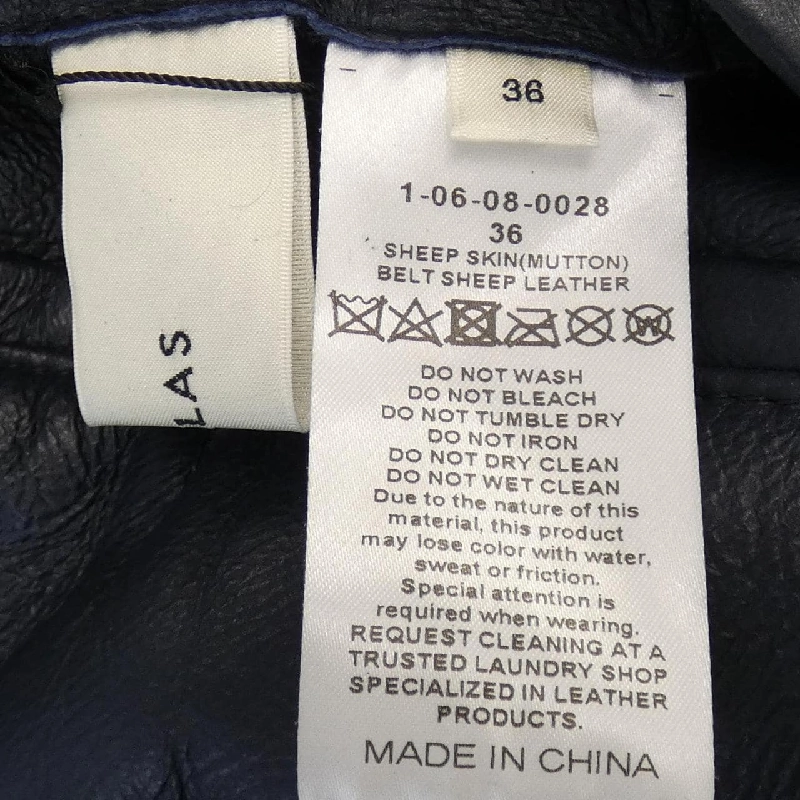 LAS
36
1-06-08-0028
36
SHEEP SKIN(MUTTON)
BELT SHEEP LEATHER
W
DO NOT WASH
DO NOT BLEACH
DO NOT TUMBLE DRY
DO NOT IRON
DO NOT DRY CLEAN
DO NOT WET CLEAN
Due to the nature of this
material, this product
may lose color with water,
sweat or friction.
Special attention is
required when wearing.
REQUEST CLEANING AT A
TRUSTED LAUNDRY SHOP
SPECIALIZED IN LEATHER
PRODUCTS.
MADE IN CHINA